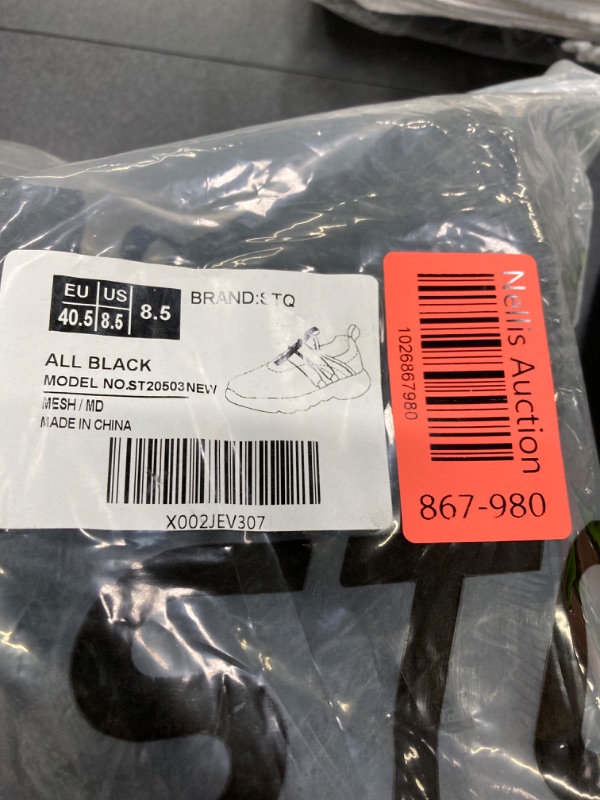 EU US 8.5
40.5 8.5
BRAND:STQ
ALL BLACK
MODEL NO.ST20503NEW
MESH / MD
MADE IN CHINA
X002JEV307
Nellis Auction
1026867980
867-980
ST